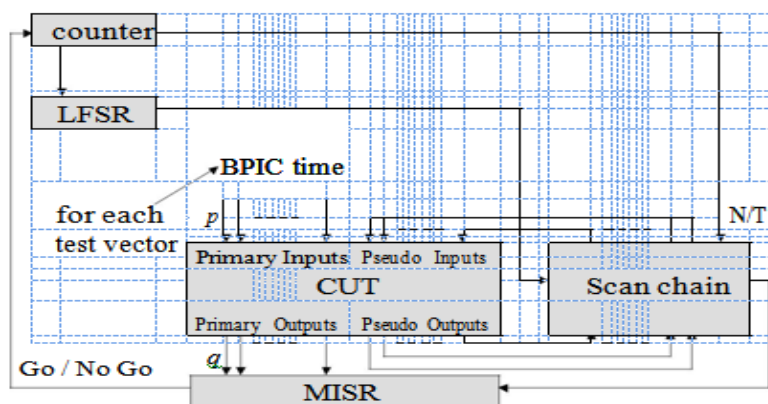 counter
LFSR
BPIC time
for each
test vector
p
N/T
Primary Inputs Pseudo Inputs
CUT
Scan chain
Primary Outputs Pseudo Outputs
q
Go / No Go
MISR